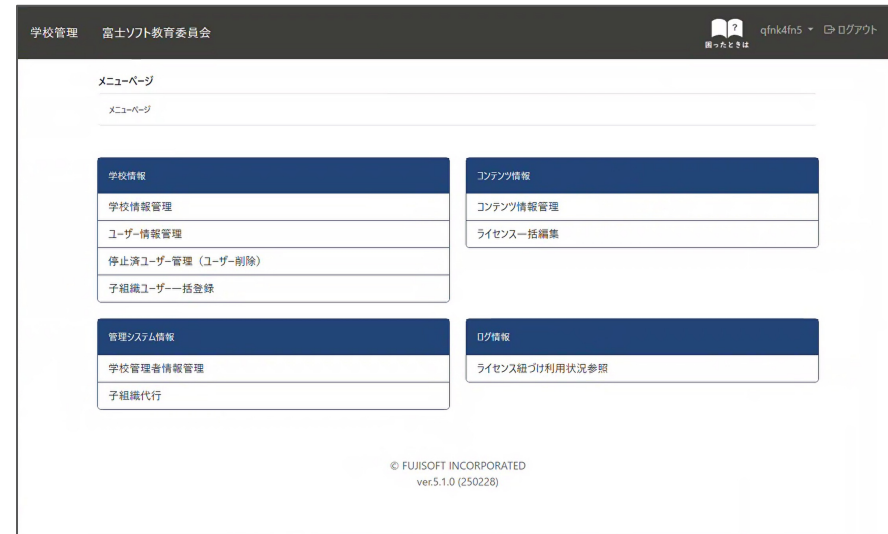 学校管理 富士ソフト教育委員会
?
困ったときは
qfnk4fn5 ログアウト
メニューページ
メニューページ
学校情報
学校情報管理
ユーザー情報管理
停止済ユーザー管理（ユーザー削除）
子組織ユーザー一括登録
コンテンツ情報
コンテンツ情報管理
ライセンス一括編集
管理システム情報
学校管理者情報管理
子組織代行
ログ情報
ライセンス紐づけ利用状況参照
© FUJISOFT INCORPORATED
ver.5.1.0 (250228)